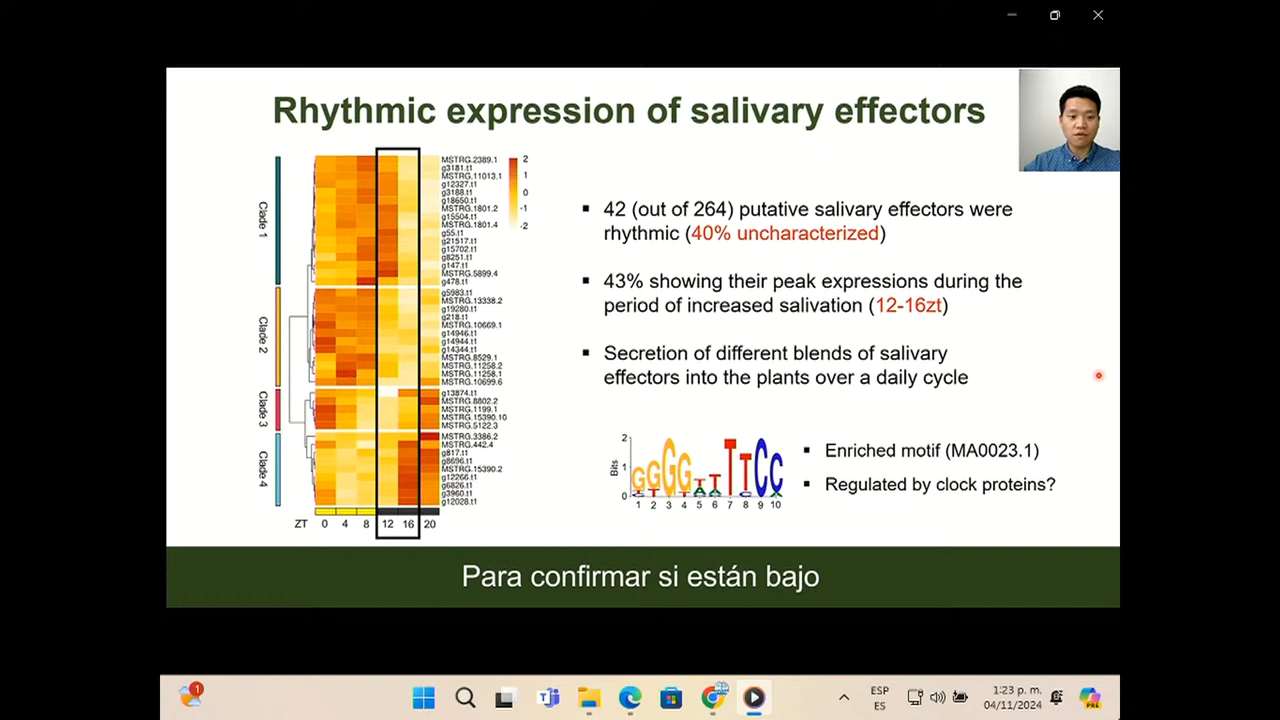 Rhythmic expression of salivary effectors
Clade 1
Clade 2
Clade 3
Clade 4
MSTRG.2389.1
g3181.t1
MSTRG.11013.1
g12327.t1
g3188.t1
g18650.t1
MSTRG.1801.2
g15504.t1
MSTRG.1801.4
g55.t1
g21517.t1
g15702.t1
g8251.t1
g147.t1
MSTRG.5899.4
g478.t1
g5983.t1
MSTRG.13338.2
g19280.t1
g218.t1
MSTRG.10669.1
g14946.t1
g14944.t1
g14344.t1
MSTRG.8529.1
MSTRG.11258.2
MSTRG.11258.1
MSTRG.10699.6
g13874.t1
MSTRG.8802.2
MSTRG.1199.1
MSTRG.15390.10
MSTRG.5122.3
MSTRG.3386.2
MSTRG.442.4
g817.t1
g8696.t1
MSTRG.15390.2
g12266.t1
g6826.t1
g3960.t1
g12028.t1
2
1
0
-1
-2
ZT 0 4 8 12 16 20
▪ 42 (out of 264) putative salivary effectors were
rhythmic (40% uncharacterized)
▪ 43% showing their peak expressions during the
period of increased salivation (12-16zt)
▪ Secretion of different blends of salivary
effectors into the plants over a daily cycle
Bits
2
1
0
1 2 3 4 5 6 7 8 9 10
▪ Enriched motif (MA0023.1)
▪ Regulated by clock proteins?
Para confirmar si están bajo
1
ESP
ES
1:23 p. m.
04/11/2024
PRE